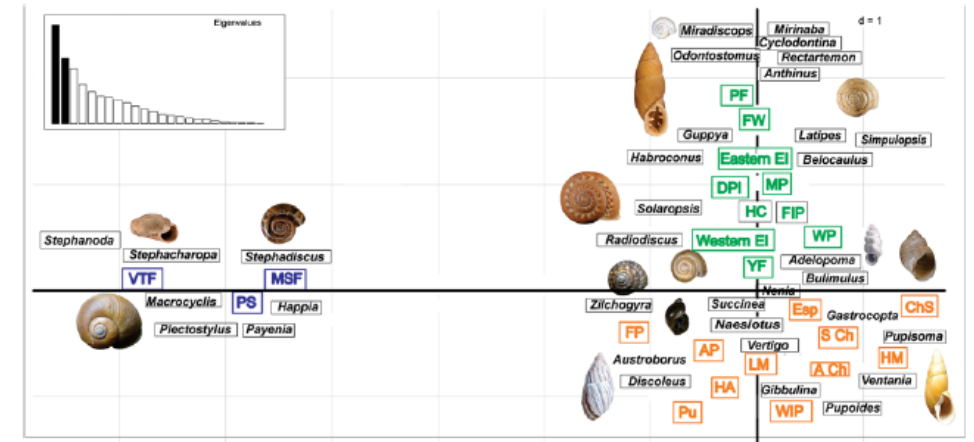 Eigenvalues
d = 1
Miradiscops
Mirinaba
Cyclodontina
Odontostomus
Rectartemon
Anthinus
PF
FW
Guppya
Latipes
Simpulopsis
Habroconus
Eastern EI
Belocaulus
DPI
MP
Solaropsis
HC
FIP
Stephanoda
Radiodiscus
Western EI
WP
Stephacharopa
Stephadiscus
Adelopoma
VTF
MSF
YF
Bulimulus
Nenia
Macrocyclis
PS
Happia
Zilchogyra
Succinea
Esp
Gastrocopta
ChS
Plectostylus
Payenia
FP
Naesiotus
S Ch
Pupisoma
Austroborus
AP
Vertigo
HM
LM
A Ch
Discoleus
HA
Gibbulina
Ventania
Pu
WIP
Pupoides